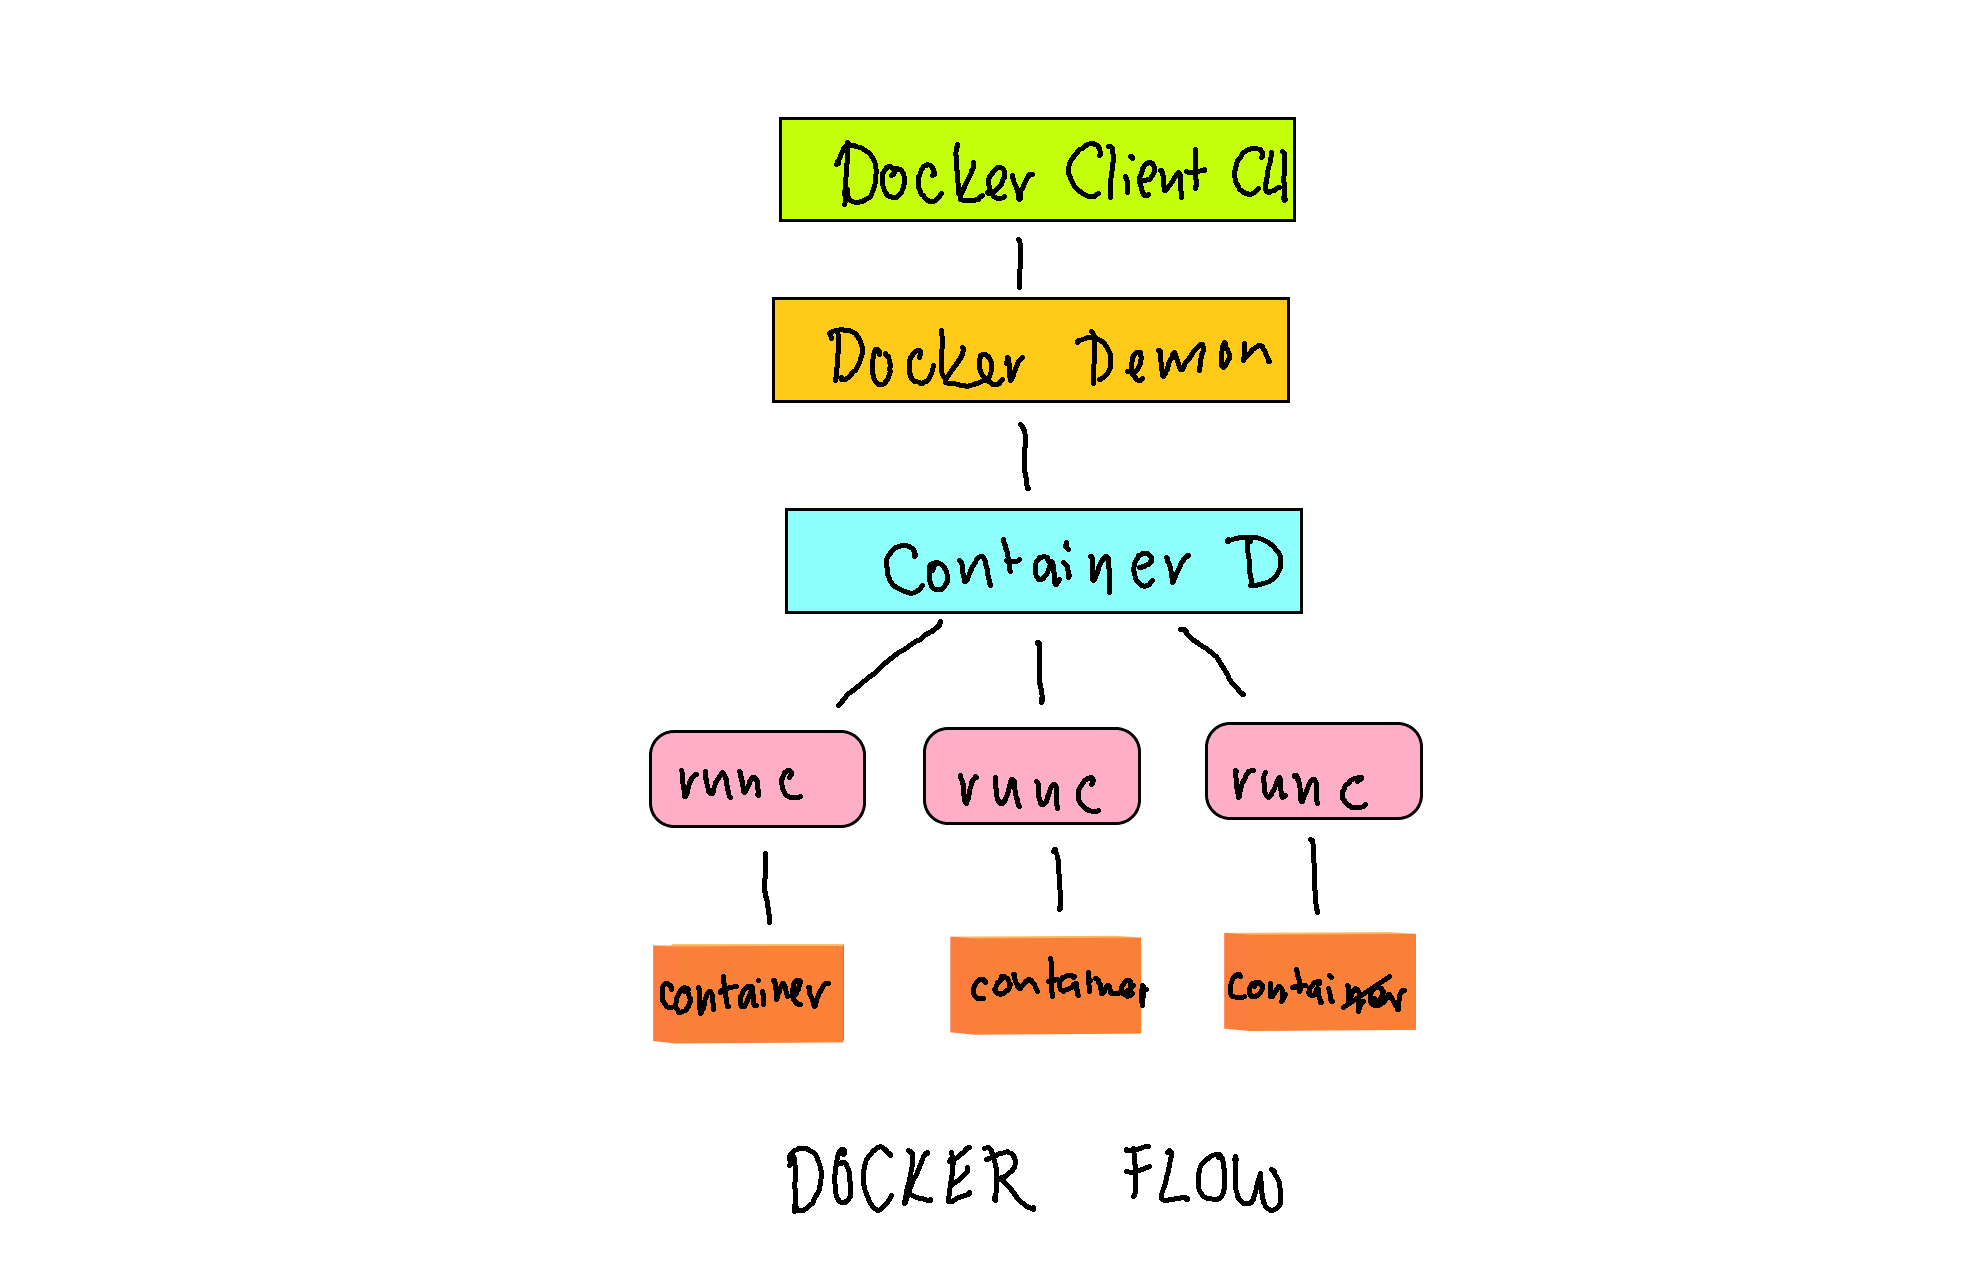 Docker Client CLI
Docker Demon
Container D
runc runc runc
container container container
DOCKER FLOW